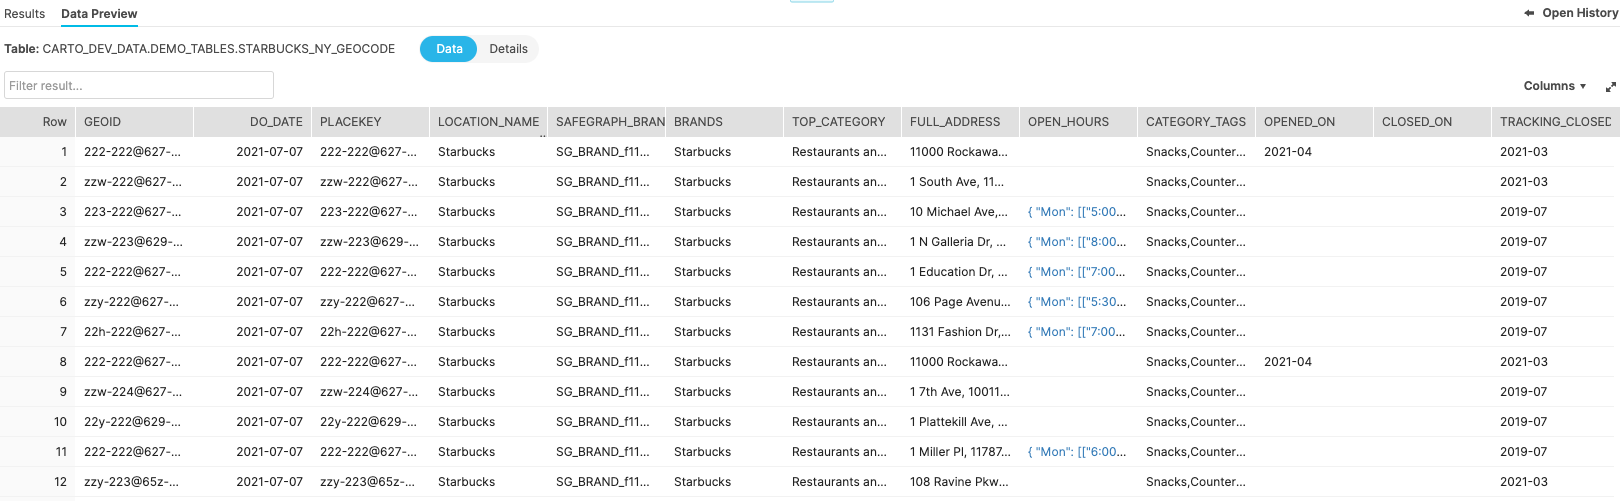 Results Data Preview Open History
Table: CARTO_DEV_DATA.DEMO_TABLES.STARBUCKS_NY_GEOCODE Data Details
Filter result... Columns
Row GEOID DO_DATE PLACEKEY LOCATION_NAME SAFEGRAPH_BRAN BRANDS TOP_CATEGORY FULL_ADDRESS OPEN_HOURS CATEGORY_TAGS OPENED_ON CLOSED_ON TRACKING_CLOSED
1 222-222@627-... 2021-07-07 222-222@627-... Starbucks SG_BRAND_f11... Starbucks Restaurants an... 11000 Rockawa... Snacks,Counter... 2021-04 2021-03
2 zzw-222@627-... 2021-07-07 zzw-222@627-... Starbucks SG_BRAND_f11... Starbucks Restaurants an... 1 South Ave, 11... Snacks,Counter... 2021-03
3 223-222@627-... 2021-07-07 223-222@627-... Starbucks SG_BRAND_f11... Starbucks Restaurants an... 10 Michael Ave,... { "Mon": [["5:00... Snacks,Counter... 2019-07
4 zzw-223@629-... 2021-07-07 zzw-223@629-... Starbucks SG_BRAND_f11... Starbucks Restaurants an... 1 N Galleria Dr, ... { "Mon": [["8:00... Snacks,Counter... 2019-07
5 222-222@627-... 2021-07-07 222-222@627-... Starbucks SG_BRAND_f11... Starbucks Restaurants an... 1 Education Dr, ... { "Mon": [["7:00... Snacks,Counter... 2019-07
6 zzy-222@627-... 2021-07-07 zzy-222@627-... Starbucks SG_BRAND_f11... Starbucks Restaurants an... 106 Page Avenu... { "Mon": [["5:30... Snacks,Counter... 2019-07
7 22h-222@627-... 2021-07-07 22h-222@627-... Starbucks SG_BRAND_f11... Starbucks Restaurants an... 1131 Fashion Dr,... { "Mon": [["7:00... Snacks,Counter... 2019-07
8 222-222@627-... 2021-07-07 222-222@627-... Starbucks SG_BRAND_f11... Starbucks Restaurants an... 11000 Rockawa... Snacks,Counter... 2021-04 2021-03
9 zzw-224@627-... 2021-07-07 zzw-224@627-... Starbucks SG_BRAND_f11... Starbucks Restaurants an... 1 7th Ave, 10011... Snacks,Counter... 2019-07
10 22y-222@629-... 2021-07-07 22y-222@629-... Starbucks SG_BRAND_f11... Starbucks Restaurants an... 1 Plattekill Ave, ... Snacks,Counter... 2019-07
11 222-222@627-... 2021-07-07 222-222@627-... Starbucks SG_BRAND_f11... Starbucks Restaurants an... 1 Miller Pl, 11787... { "Mon": [["6:00... Snacks,Counter... 2019-07
12 zzy-223@65z-... 2021-07-07 zzy-223@65z-... Starbucks SG_BRAND_f11... Starbucks Restaurants an... 108 Ravine Pkw... Snacks,Counter... 2021-03